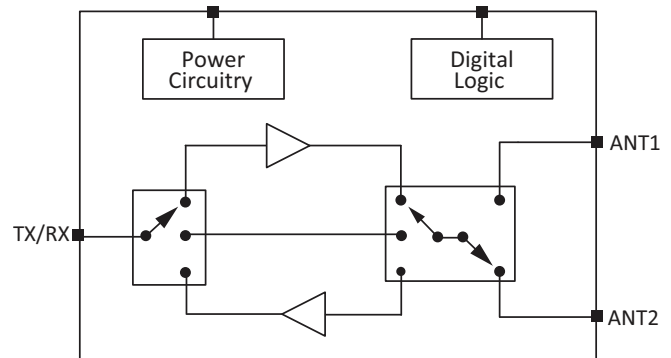 Power
Circuitry
Digital
Logic
ANT1
TX/RX
ANT2